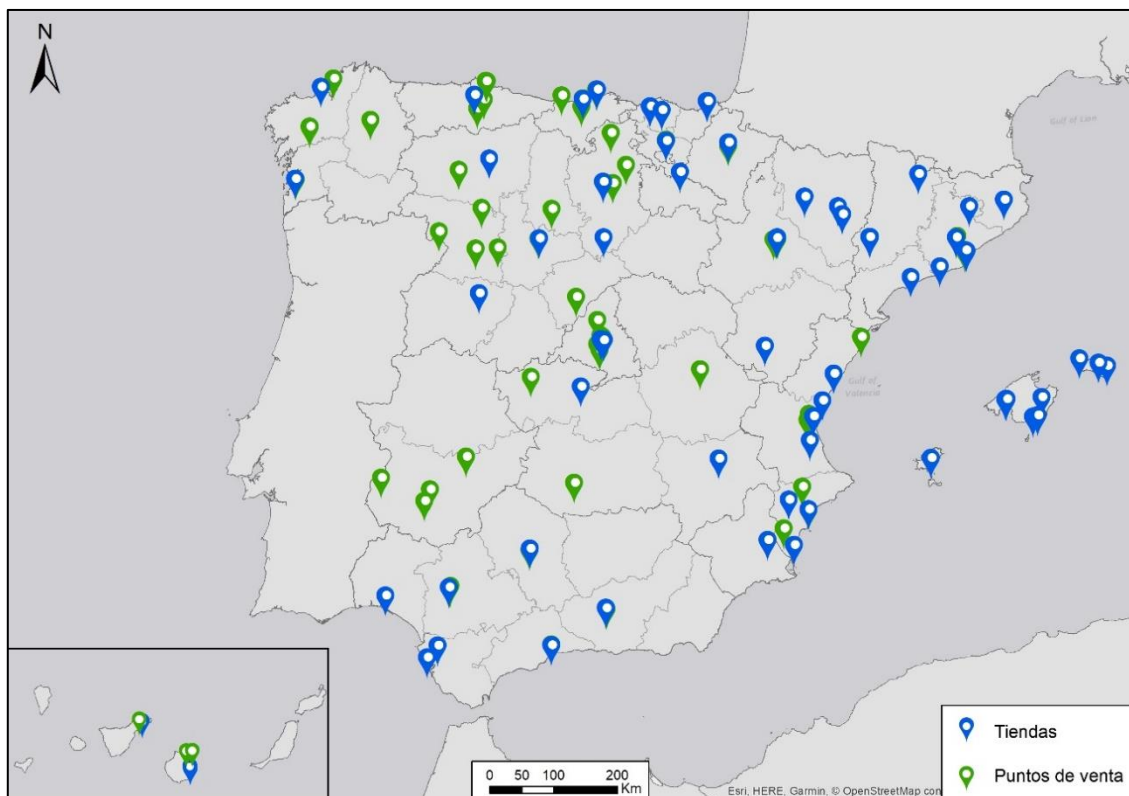 N
Gulf of Lion
Gulf of
Valencia
Tiendas
Puntos de venta
0 50 100 200
Km
Esri, HERE, Garmin, © OpenStreetMap con